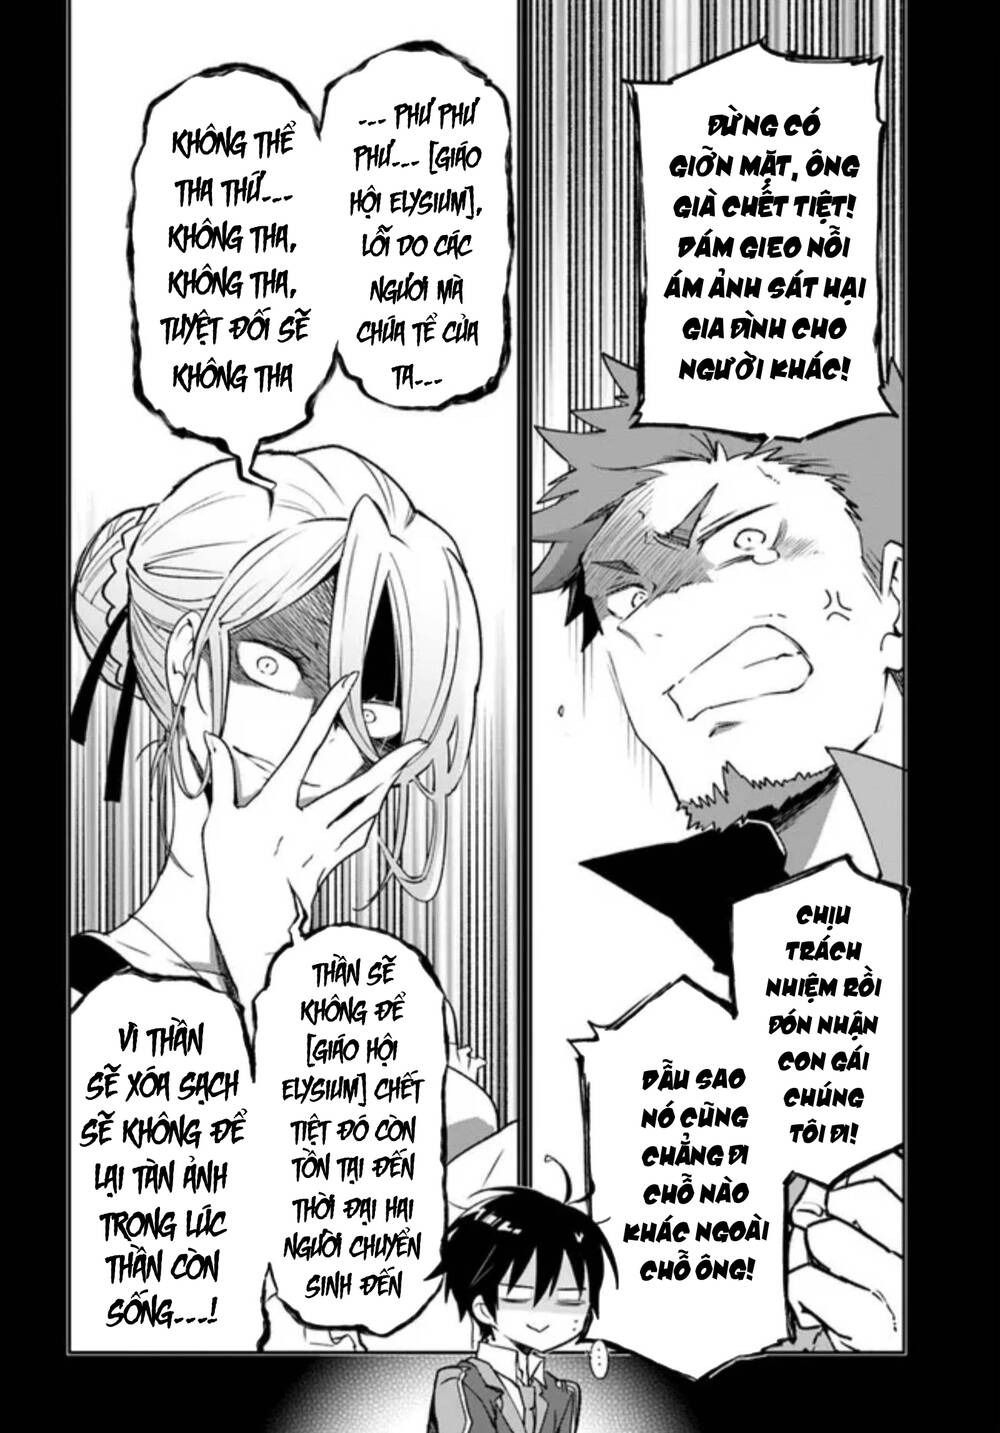 ĐỪNG CÓ
GIỠN MẶT, ÔNG
GIÀ CHẾT TIỆT!
DÁM GIEO NỖI
ÁM ẢNH SÁT HẠI
GIA ĐÌNH CHO
NGƯỜI KHÁC!
CHỊU
TRÁCH
NHIỆM RỒI
ĐÓN NHẬN
CON GÁI
CHÚNG
TÔI ĐI!
DẪU SAO
NÓ CŨNG
CHẲNG ĐI
CHỖ NÀO
KHÁC NGOÀI
CHỖ ÔNG!
--- PHƯ PHƯ
PHƯ--- [GIÁO
HỘI ELYSIUM],
LỖI DO CÁC
NGƯƠI MÀ
CHÚA TỂ CỦA
TA---
KHÔNG THỂ
THA THỨ---
KHÔNG THA,
KHÔNG THA,
TUYỆT ĐỐI SẼ
KHÔNG THA
THẦN SẼ
KHÔNG ĐỂ
[GIÁO HỘI
ELYSIUM] CHẾT
TIỆT ĐÓ CÒN
TỒN TẠI ĐẾN
THỜI ĐẠI HAI
NGƯỜI CHUYỂN
SINH ĐẾN
VÌ THẦN
SẼ XÓA SẠCH
SẼ KHÔNG ĐỂ
LẠI TÀN ẢNH
TRONG LÚC
THẦN CÒN
SỐNG----!
...